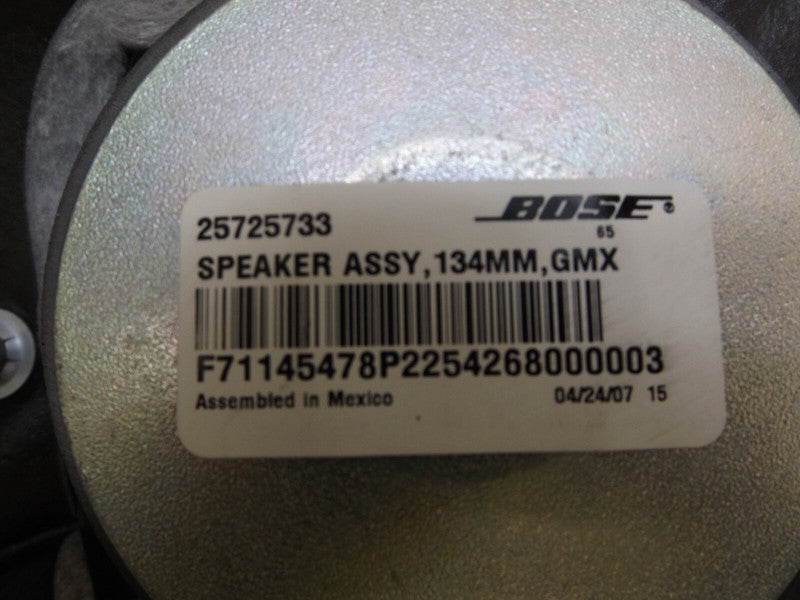 25725733 BOSE®
65
SPEAKER ASSY,134MM,GMX
F71145478P2254268000003
Assembled in Mexico 04/24/07 15